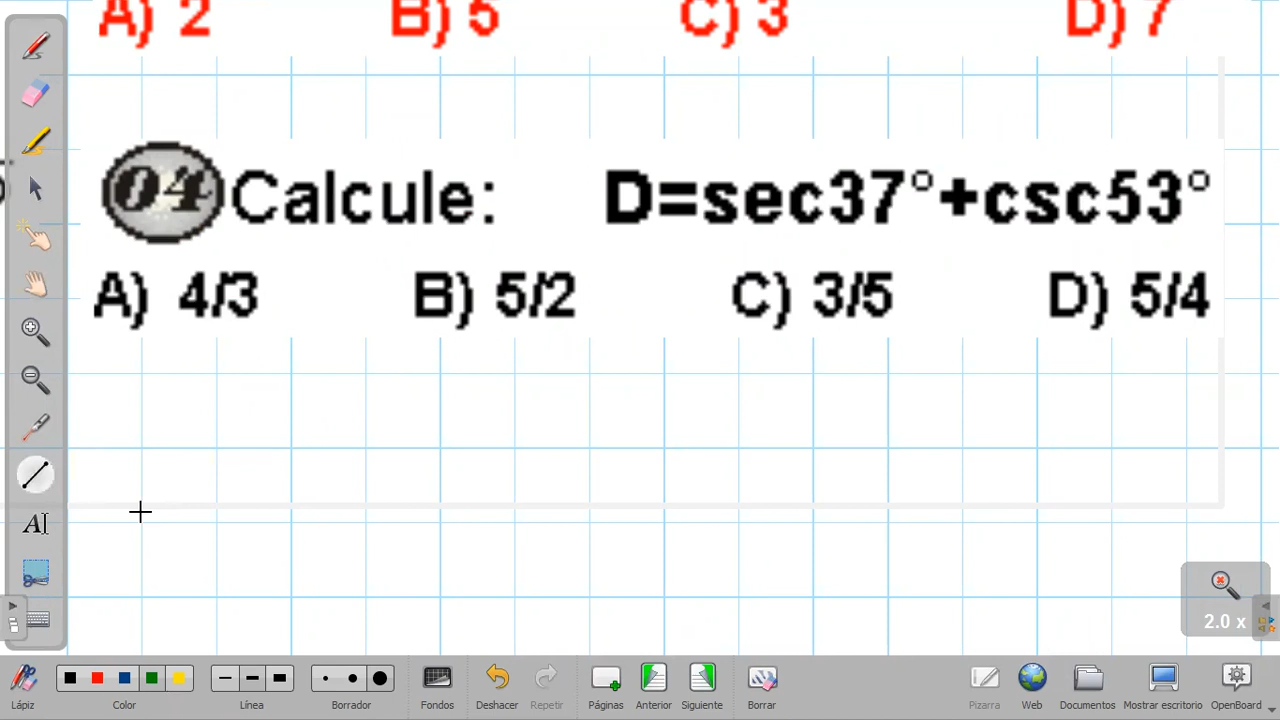 A) 2 B) 5 C) 3 D) 7
04 Calcule: D=sec37°+csc53°
A) 4/3 B) 5/2 C) 3/5 D) 5/4
2.0 x
Lápiz Color Línea Borrador Fondos Deshacer Repetir Páginas Anterior Siguiente Borrar Pizarra Web Documentos Mostrar escritorio OpenBoard